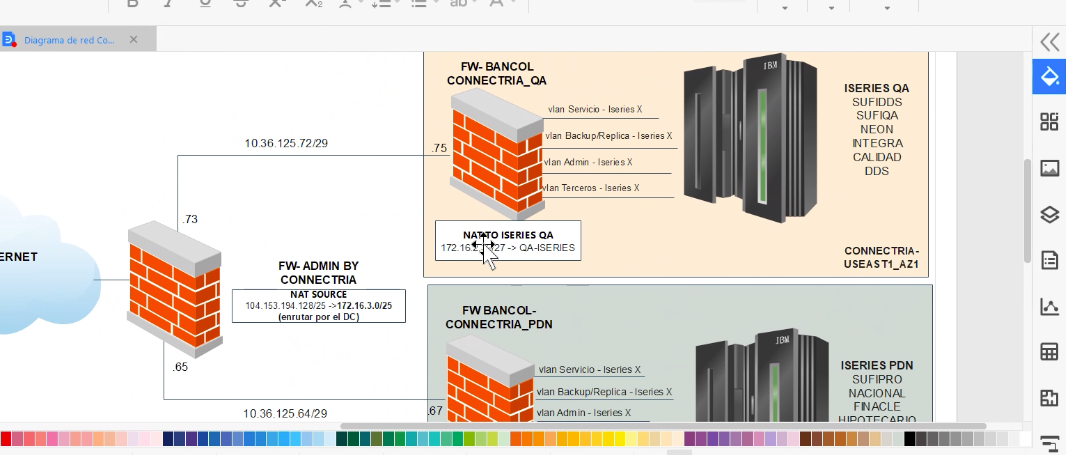 Diagrama de red Co...
FW- BANCOL
CONNECTRIA_QA
vlan Servicio - Iseries X
vlan Backup/Replica - Iseries X
vlan Admin - Iseries X
vlan Terceros - Iseries X
IBM
ISERIES QA
SUFIDDS
SUFIQA
NEON
INTEGRA
CALIDAD
DDS
10.36.125.72/29
.75
.73
NAT TO ISERIES QA
-> QA-ISERIES
CONNECTRIA-
USEAST1_AZ1
ERNET
FW- ADMIN BY
CONNECTRIA
NAT SOURCE
104.153.194.128/25 ->172.16.3.0/25
(enrutar por el DC)
FW BANCOL-
CONNECTRIA_PDN
vlan Servicio - Iseries X
vlan Backup/Replica - Iseries X
vlan Admin - Iseries X
IBM
ISERIES PDN
SUFIPRO
NACIONAL
FINACLE
HIPOTECARIO
.65
.67
10.36.125.64/29